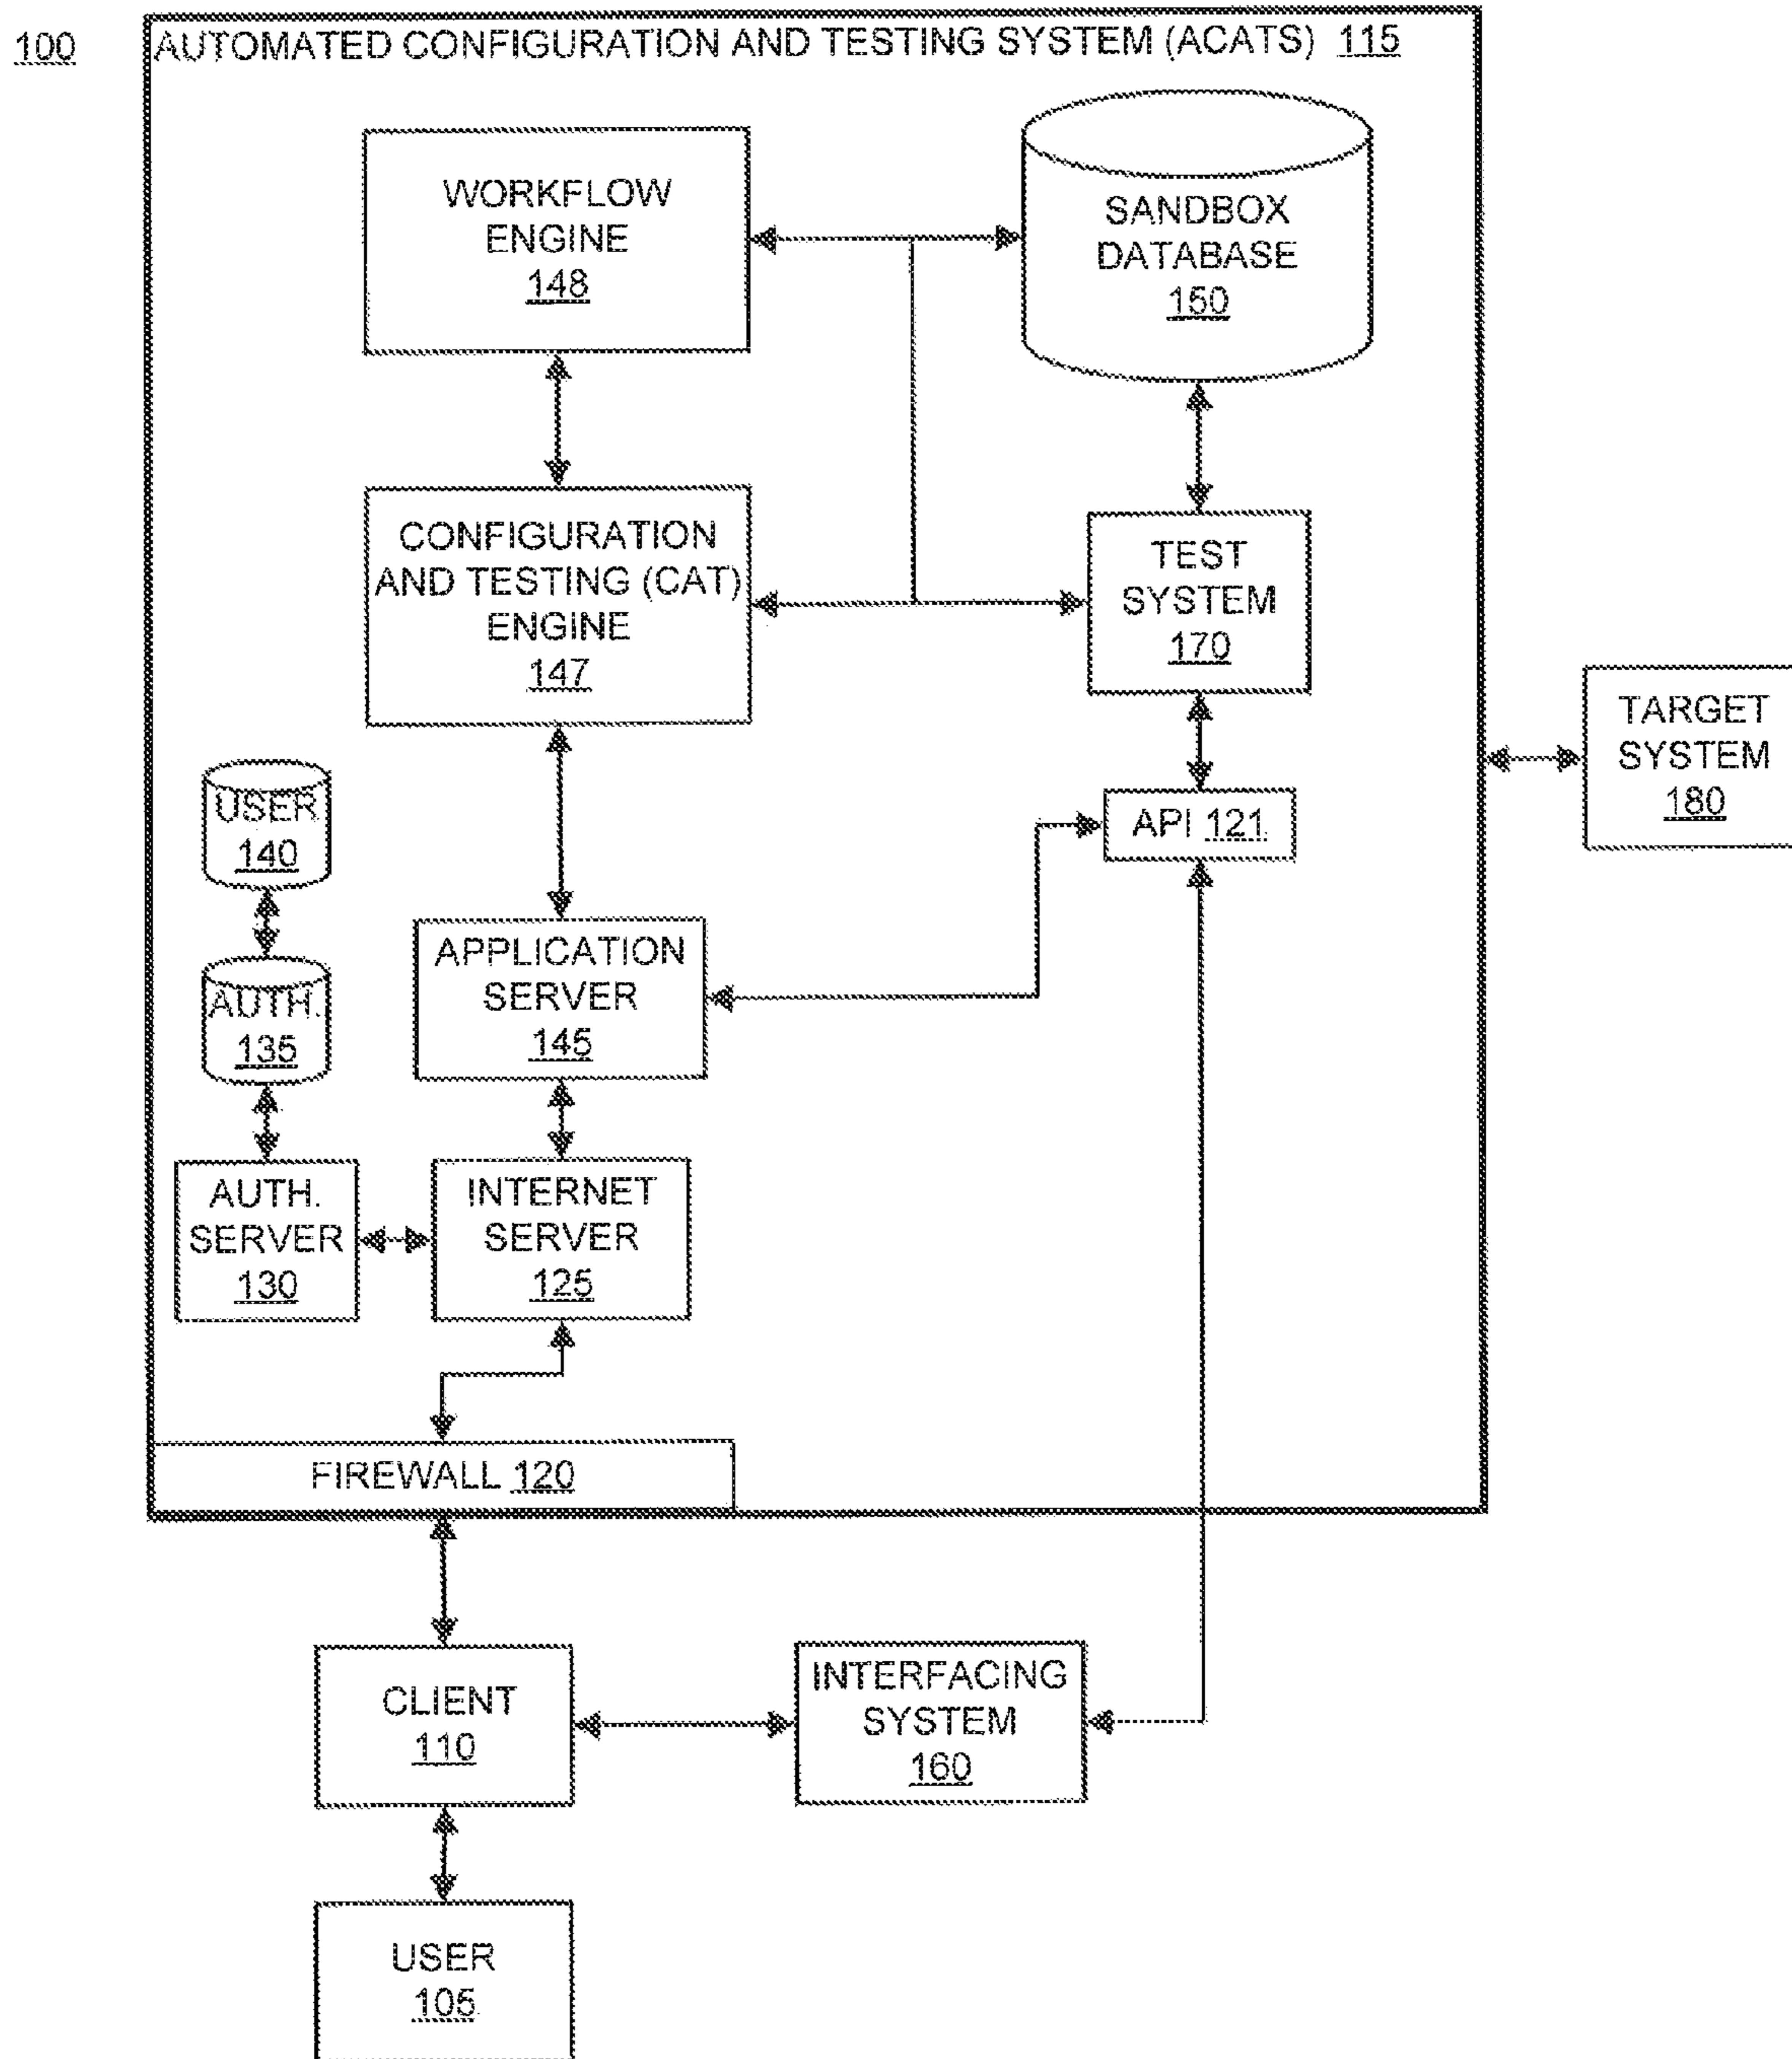 100
AUTOMATED CONFIGURATION AND TESTING SYSTEM (ACATS) 115
WORKFLOW
ENGINE
148
SANDBOX
DATABASE
150
CONFIGURATION
AND TESTING (CAT)
ENGINE
147
TEST
SYSTEM
170
TARGET
SYSTEM
180
USER
140
API 121
AUTH.
135
APPLICATION
SERVER
145
AUTH.
SERVER
130
INTERNET
SERVER
125
FIREWALL 120
CLIENT
110
INTERFACING
SYSTEM
160
USER
105